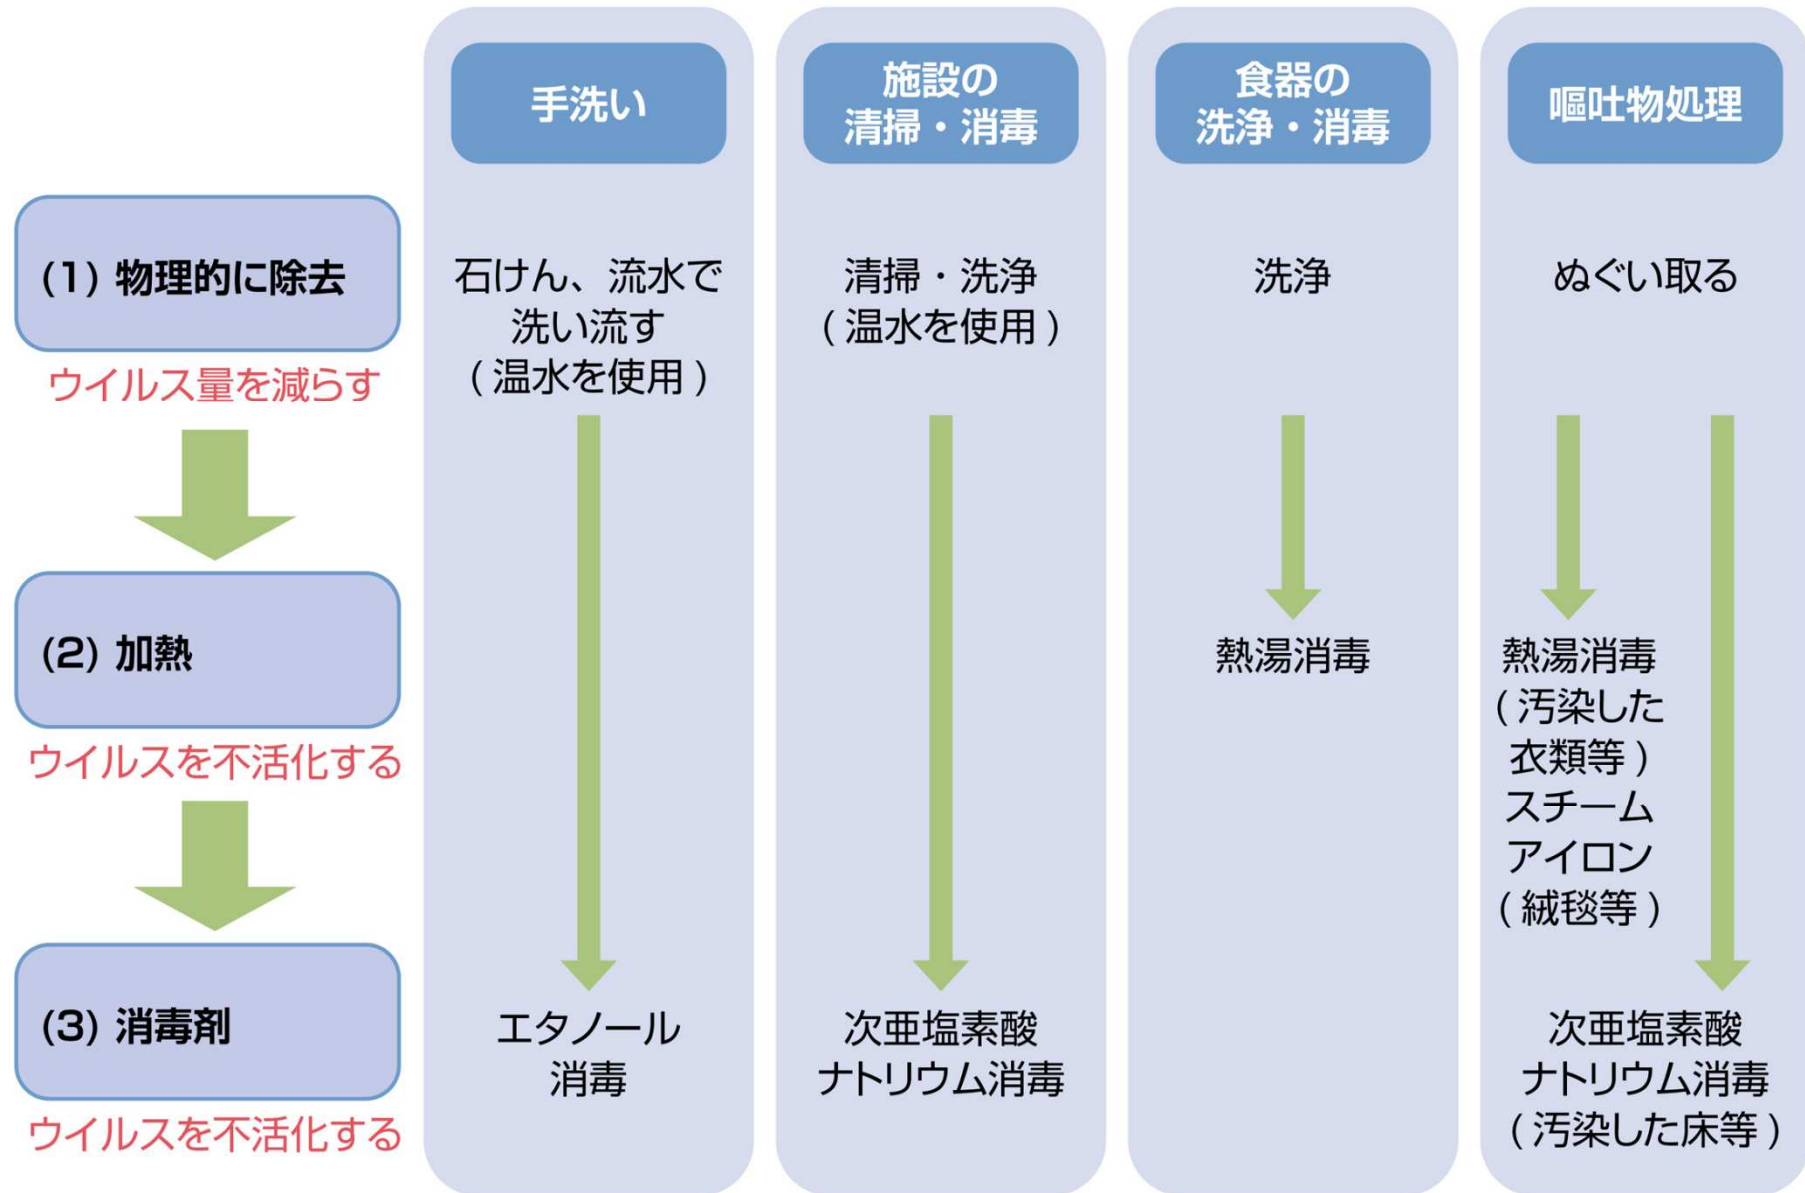 手洗い
施設の
清掃・消毒
食器の
洗浄・消毒
嘔吐物処理
(1) 物理的に除去
ウイルス量を減らす
石けん、流水で
洗い流す
(温水を使用)
清掃・洗浄
(温水を使用)
洗浄
ぬぐい取る
(2) 加熱
ウイルスを不活化する
熱湯消毒
熱湯消毒
(汚染した
衣類等)
スチーム
アイロン
(絨毯等)
(3) 消毒剤
ウイルスを不活化する
エタノール
消毒
次亜塩素酸
ナトリウム消毒
次亜塩素酸
ナトリウム消毒
(汚染した床等)